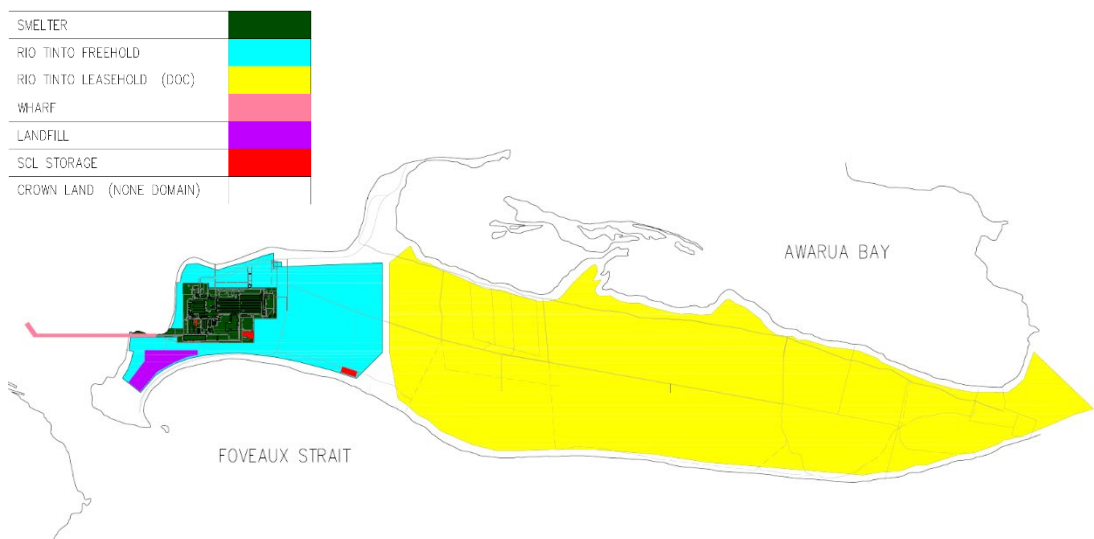 SMELTER
RIO TINTO FREEHOLD
RIO TINTO LEASEHOLD (DOC)
WHARF
LANDFILL
SCL STORAGE
CROWN LAND (NONE DOMAIN)
AWARUA BAY
FOVEAUX STRAIT